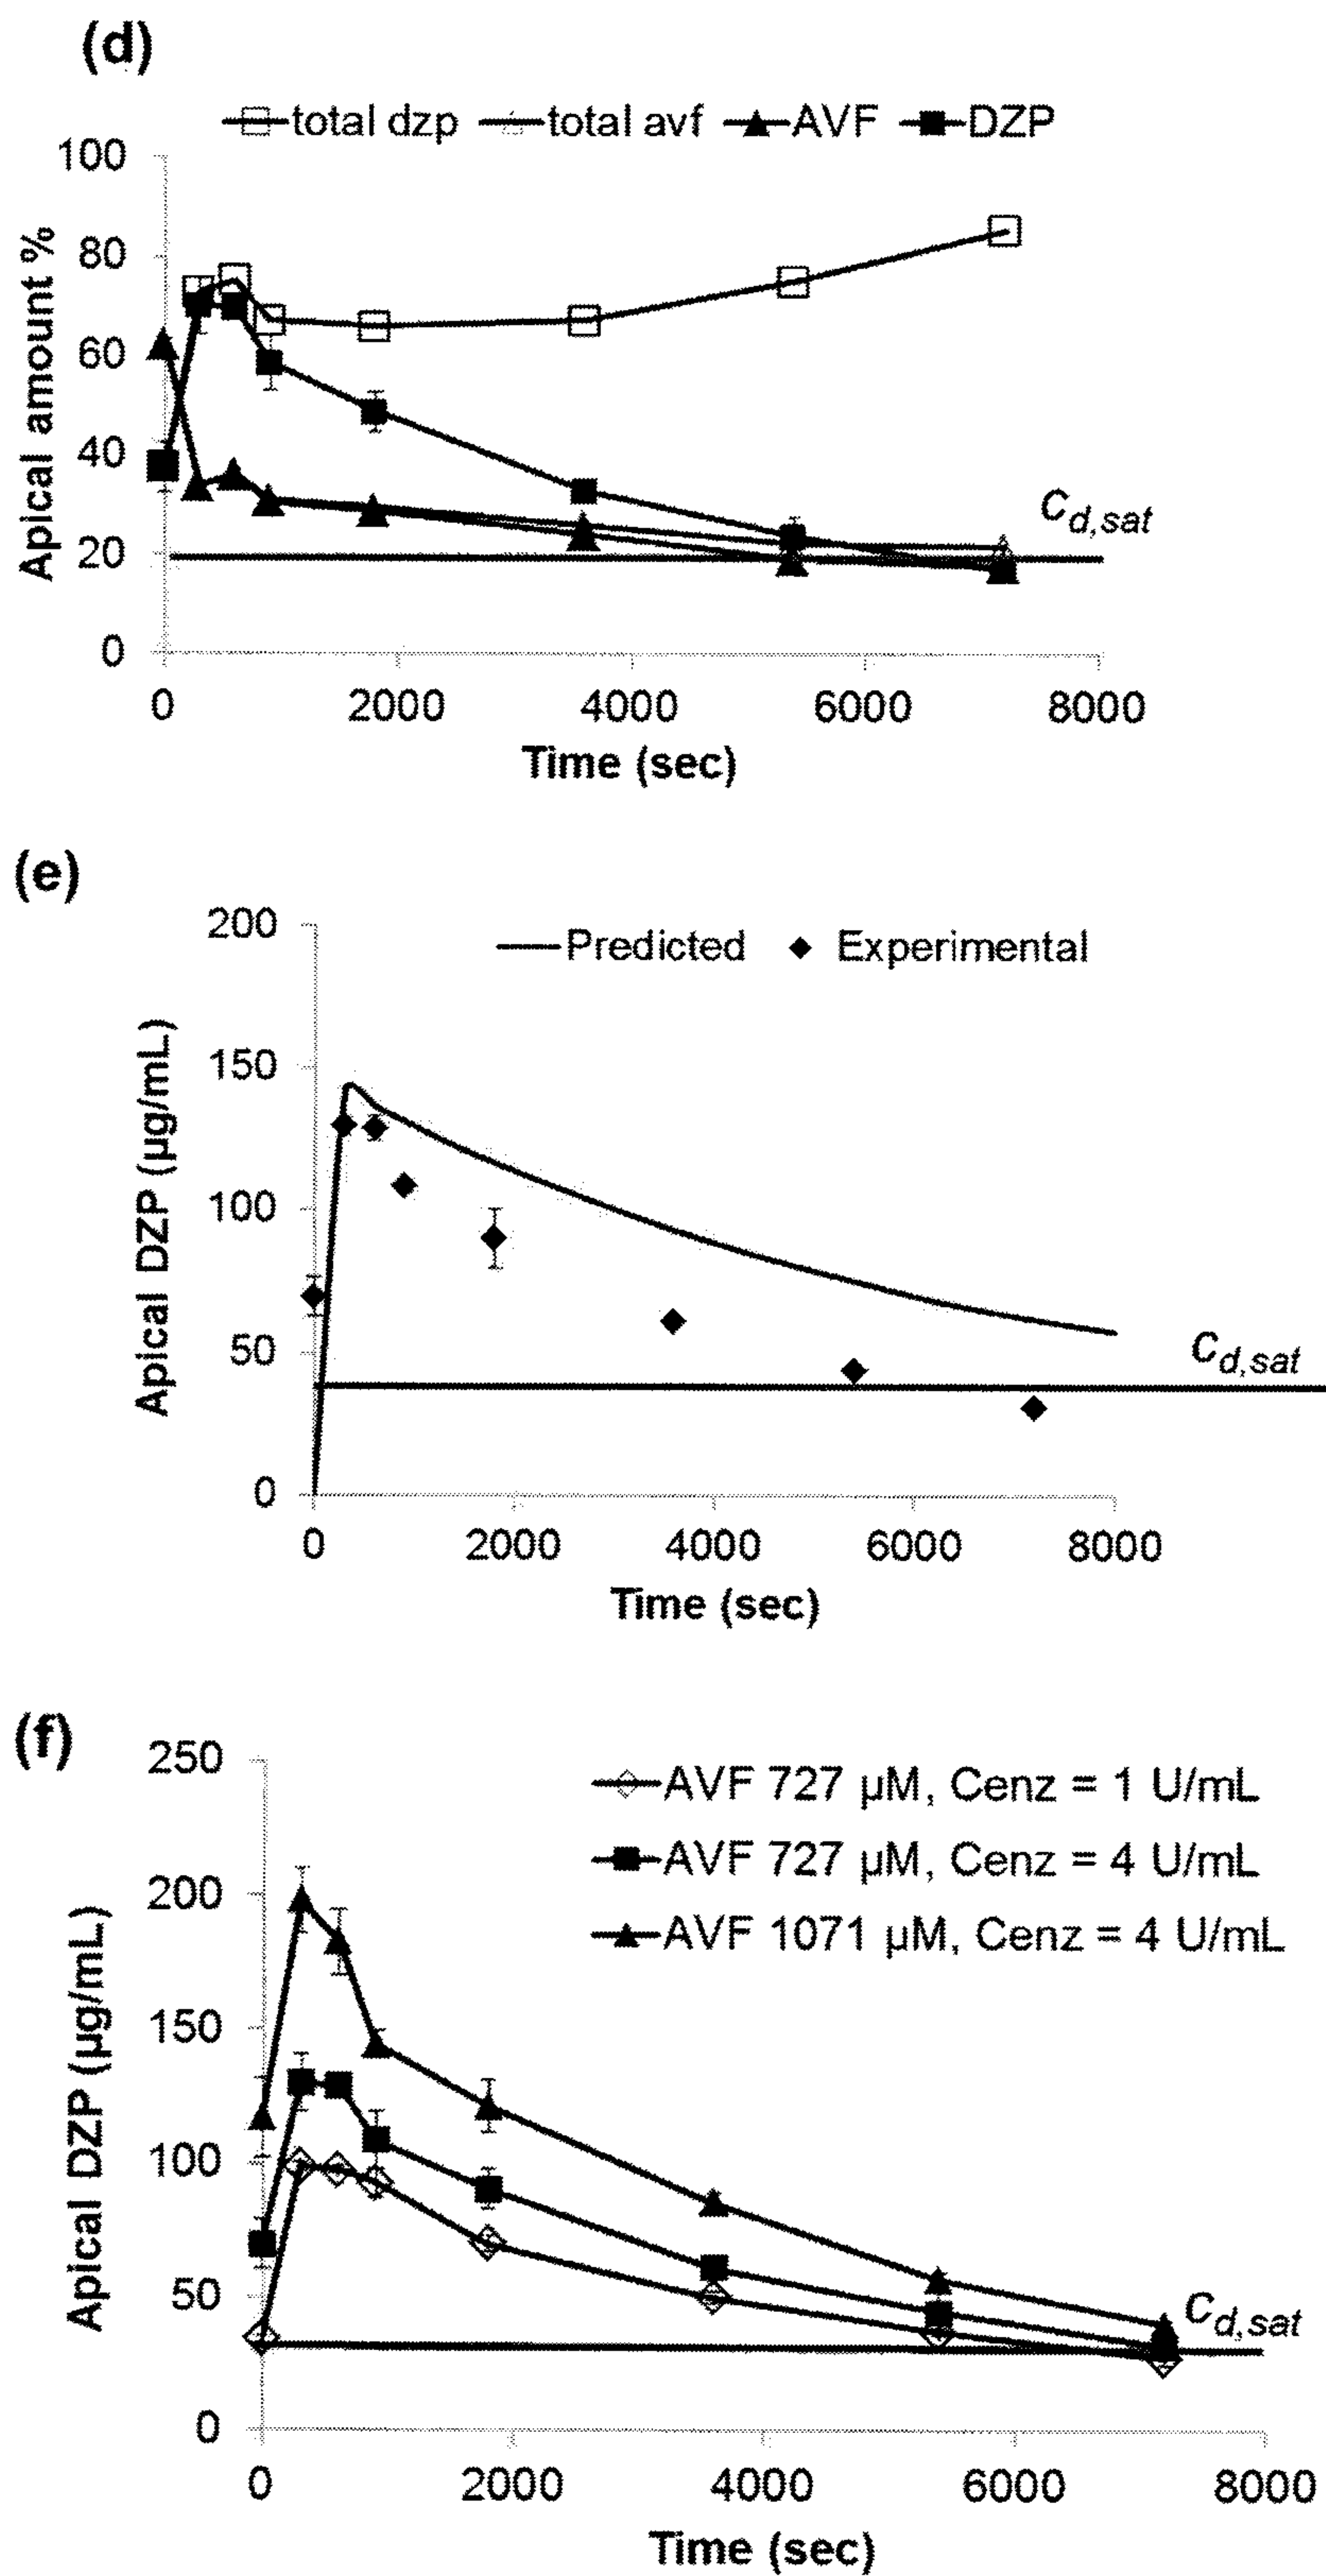 (d)
total dzp total avf AVF DZP
100
80
60
40
20
0
Apical amount %
C d,sat
0 2000 4000 6000 8000
Time (sec)
(e)
200
150
100
50
0
Predicted Experimental
Apical DZP (µg/mL)
C d,sat
0 2000 4000 6000 8000
Time (sec)
(f)
250
200
150
100
50
0
AVF 727 µM, Cenz = 1 U/mL
AVF 727 µM, Cenz = 4 U/mL
AVF 1071 µM, Cenz = 4 U/mL
Apical DZP (µg/mL)
C d,sat
0 2000 4000 6000 8000
Time (sec)